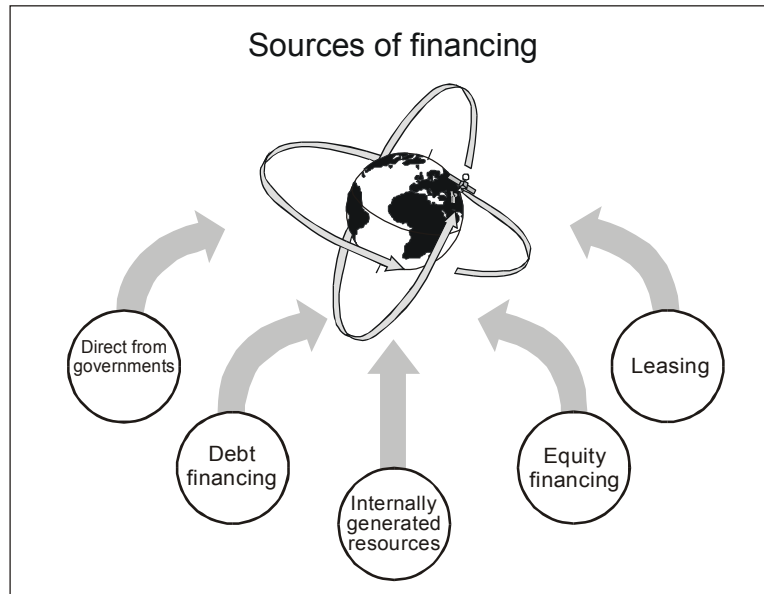 Sources of financing
Direct from
governments
Debt
financing
Internally
generated
resources
Equity
financing
Leasing